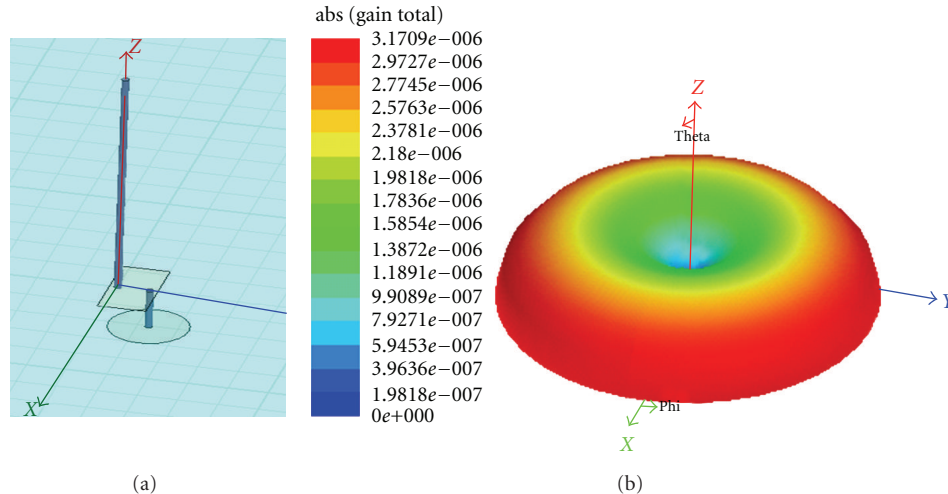 Z
X
(a)
abs (gain total)
3.1709e−006
2.9727e−006
2.7745e−006
2.5763e−006
2.3781e−006
2.18e−006
1.9818e−006
1.7836e−006
1.5854e−006
1.3872e−006
1.1891e−006
9.9089e−007
7.9271e−007
5.9453e−007
3.9636e−007
1.9818e−007
0e+000
Z
Theta
Y
Phi
X
(b)